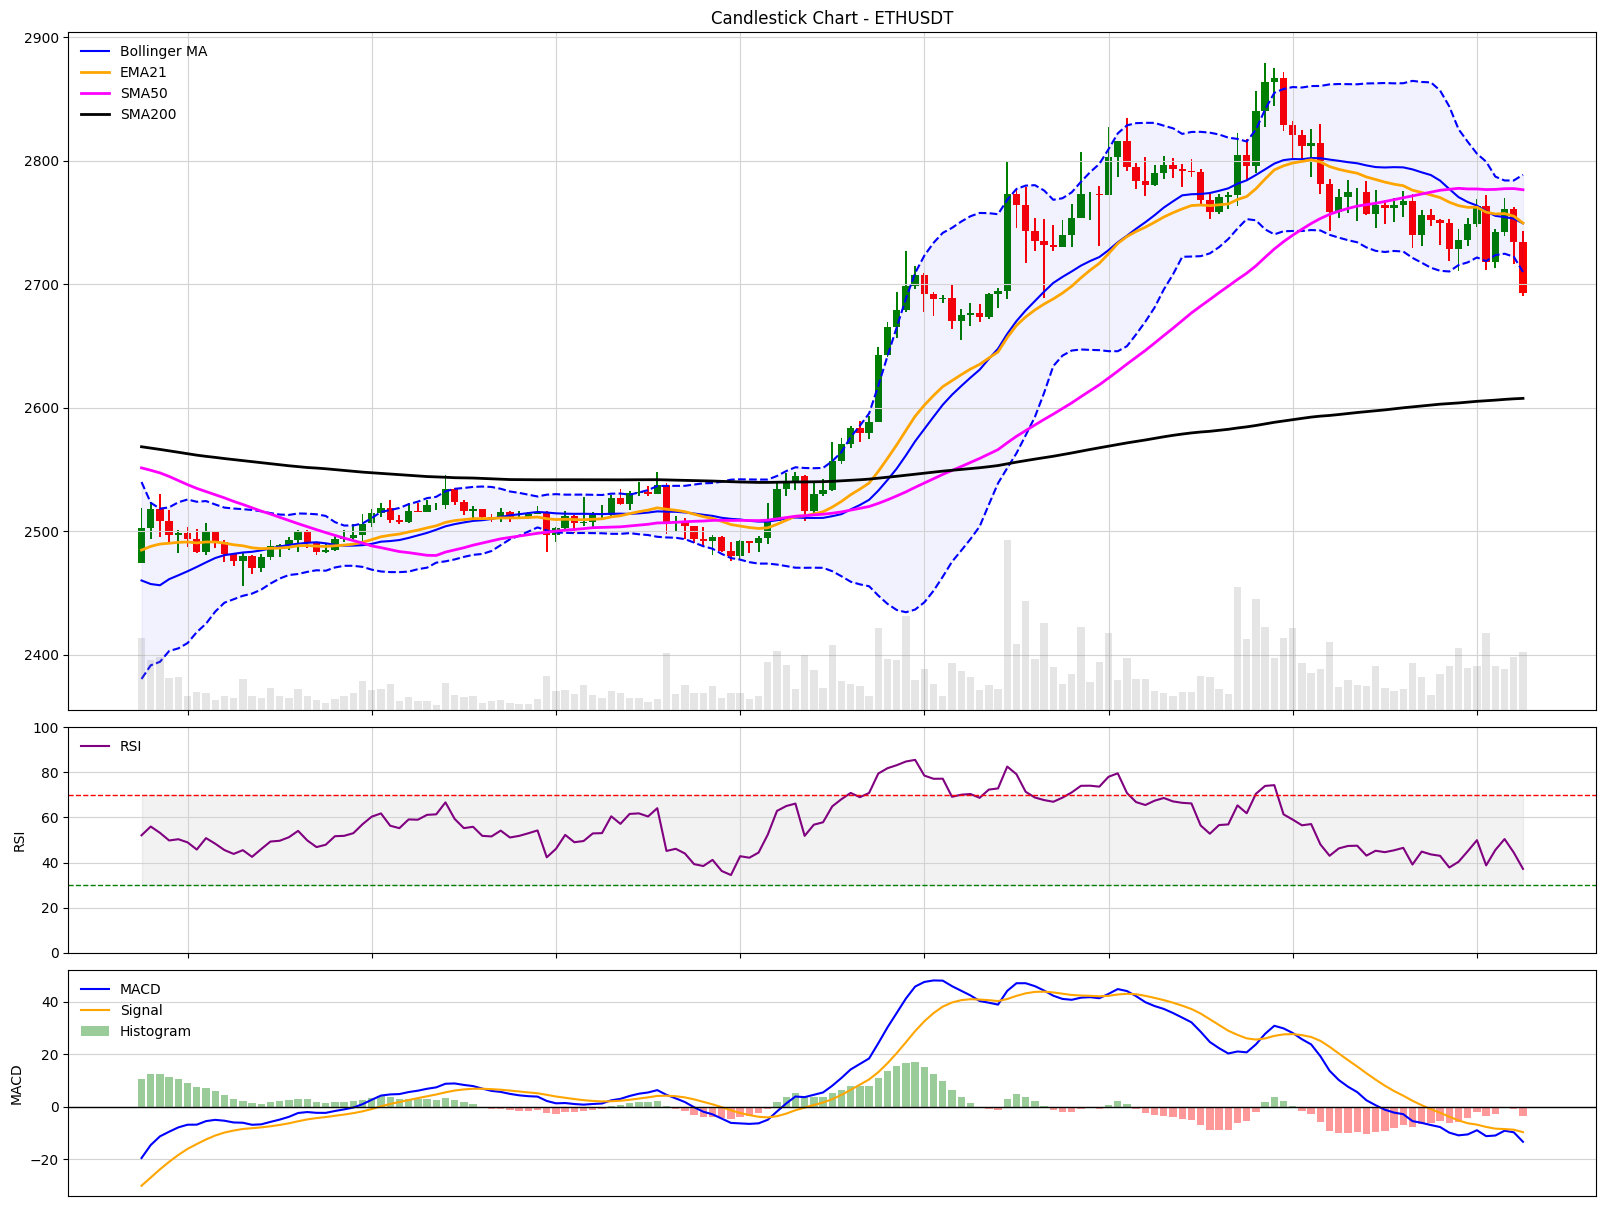 Candlestick Chart - ETHUSDT
2900
2800
2700
2600
2500
2400
Bollinger MA
EMA21
SMA50
SMA200
RSI
100
80
60
40
20
0
RSI
MACD
40
20
0
−20
MACD
Signal
Histogram